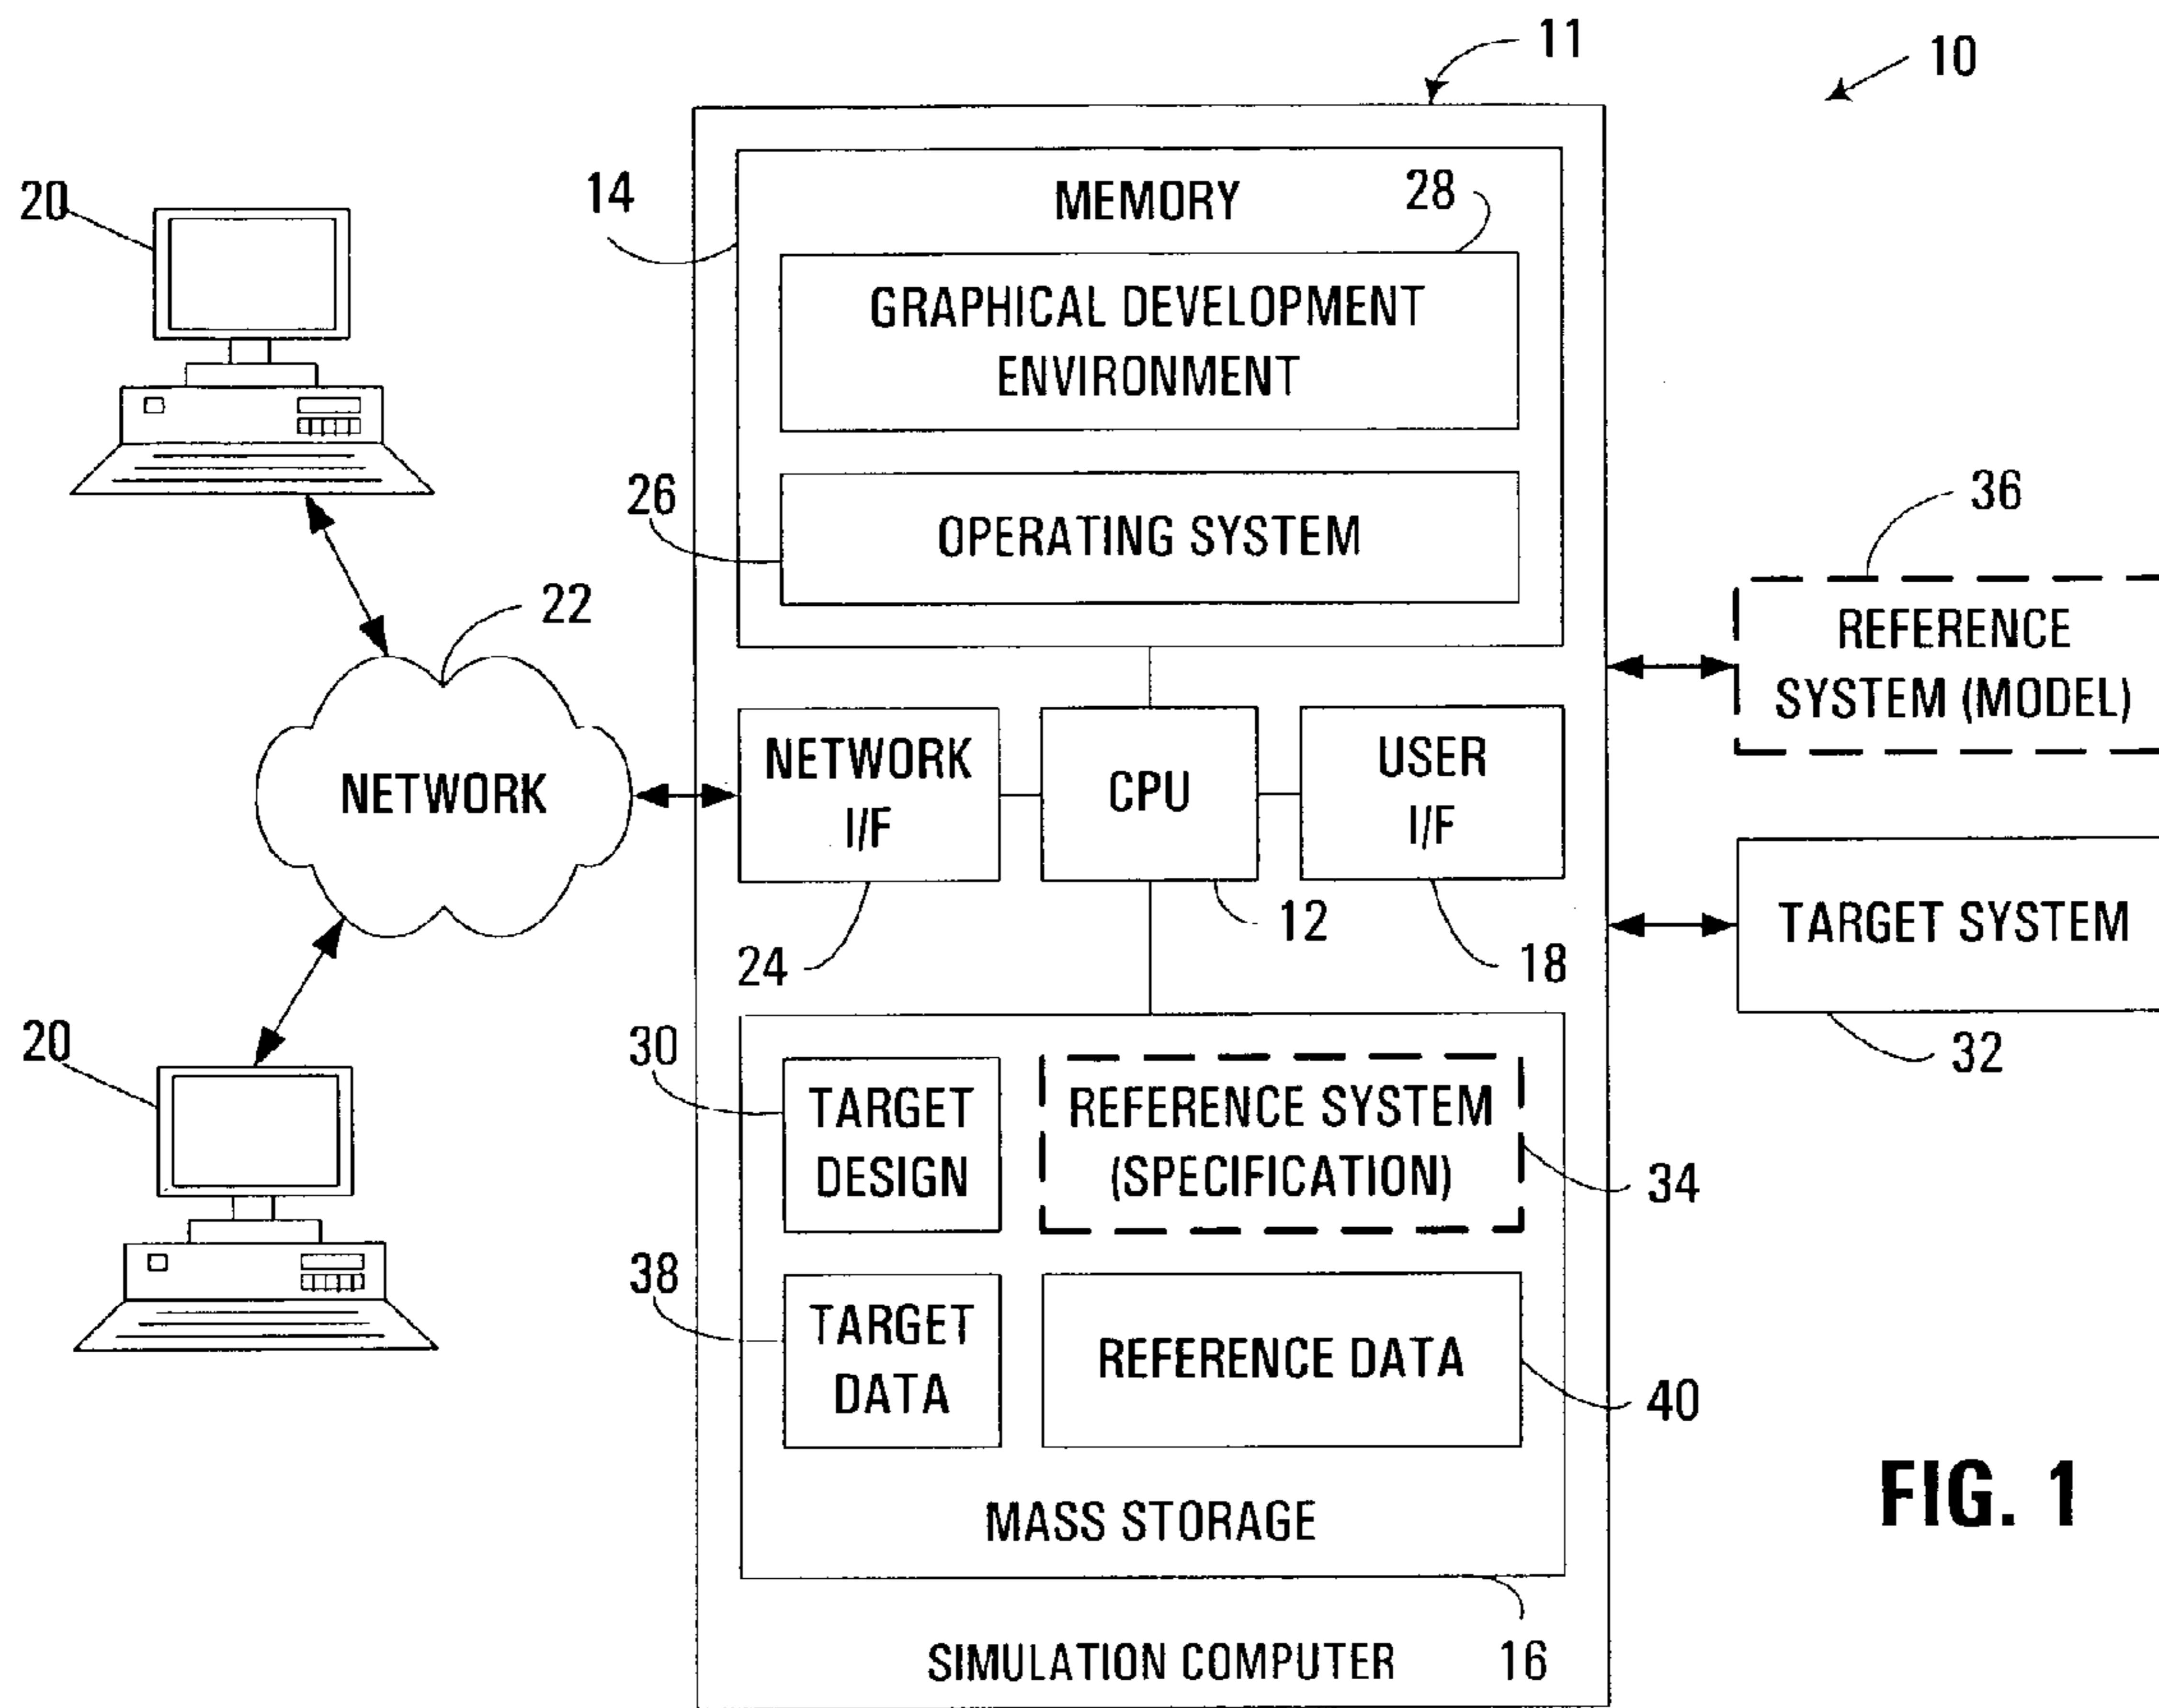 11
10
20
14
MEMORY
28
GRAPHICAL DEVELOPMENT
ENVIRONMENT
26
OPERATING SYSTEM
36
REFERENCE
SYSTEM (MODEL)
22
NETWORK
NETWORK
I/F
CPU
USER
I/F
24
12
18
TARGET SYSTEM
32
20
30
TARGET
DESIGN
REFERENCE SYSTEM
(SPECIFICATION)
34
38
TARGET
DATA
REFERENCE DATA
40
MASS STORAGE
16
SIMULATION COMPUTER
FIG. 1